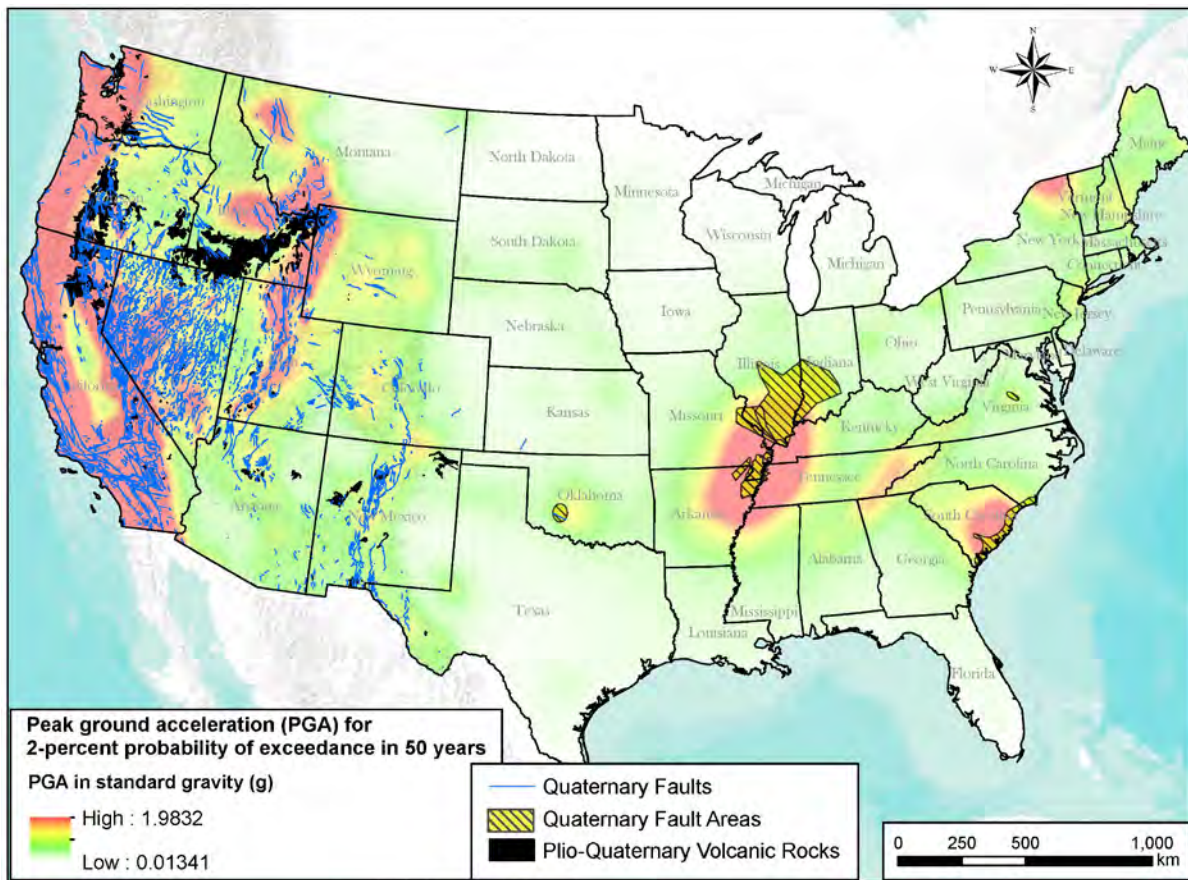 N
W
E
S
Washington
Montana
North Dakota
Minnesota
Michigan
Maine
Vermont
New Hampshire
South Dakota
Wisconsin
Michigan
New York
Massachusetts
Wyoming
Connecticut
Nebraska
Iowa
Pennsylvania
New Jersey
Illinois
Indiana
Ohio
Delaware
Colorado
Kansas
Missouri
West Virginia
Virginia
Kentucky
Arizona
New Mexico
Oklahoma
Arkansas
Tennessee
North Carolina
South Carolina
Texas
Louisiana
Mississippi
Alabama
Georgia
Florida
Peak ground acceleration (PGA) for
2-percent probability of exceedance in 50 years
PGA in standard gravity (g)
High : 1.9832
Low : 0.01341
Quaternary Faults
Quaternary Fault Areas
Plio-Quaternary Volcanic Rocks
0 250 500 1,000
km